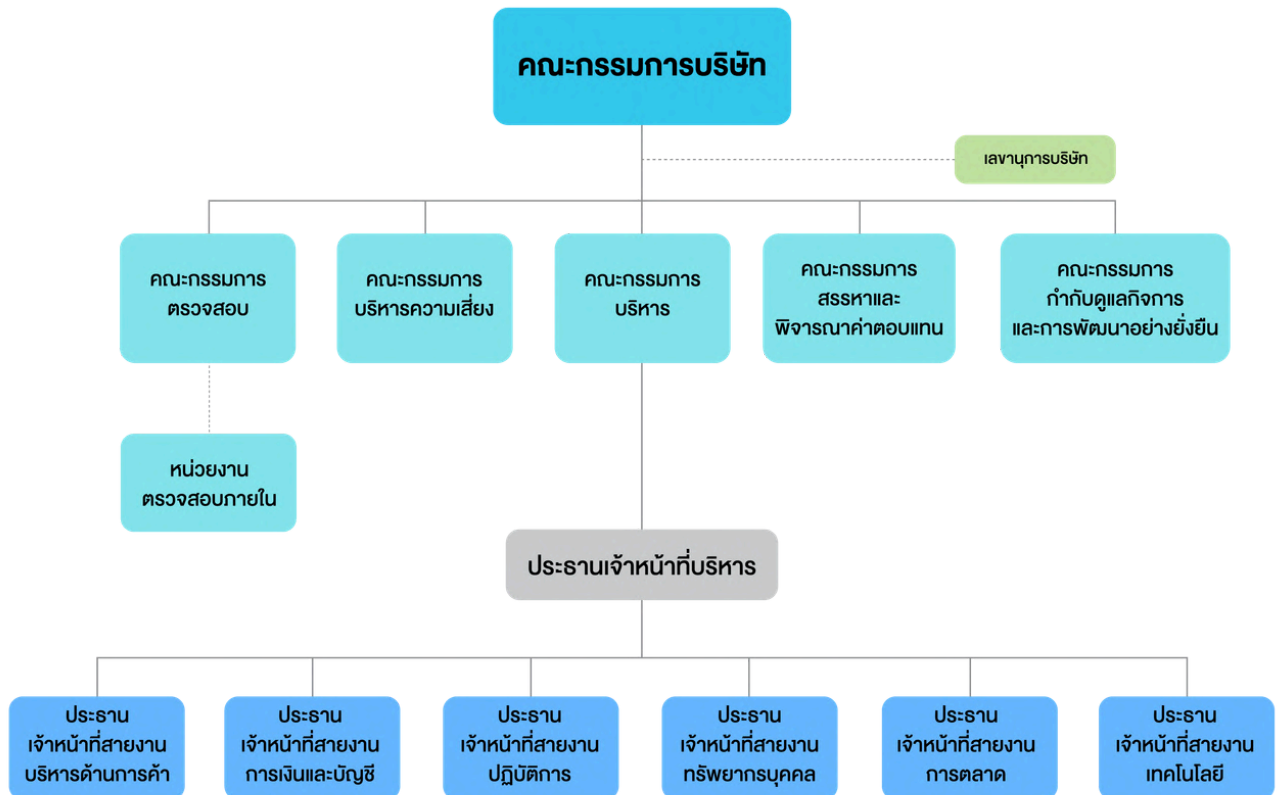 คณะกรรมการบริษัท
เลขานุการบริษัท
คณะกรรมการ
ตรวจสอบ
คณะกรรมการ
บริหารความเสี่ยง
คณะกรรมการ
บริหาร
คณะกรรมการ
สรรหาและ
พิจารณาค่าตอบแทน
คณะกรรมการ
กำกับดูแลกิจการ
และการพัฒนาอย่างยั่งยืน
หน่วยงาน
ตรวจสอบภายใน
ประธานเจ้าหน้าที่บริหาร
ประธาน
เจ้าหน้าที่สายงาน
บริหารด้านการค้า
ประธาน
เจ้าหน้าที่สายงาน
การเงินและบัญชี
ประธาน
เจ้าหน้าที่สายงาน
ปฏิบัติการ
ประธาน
เจ้าหน้าที่สายงาน
ทรัพยากรบุคคล
ประธาน
เจ้าหน้าที่สายงาน
การตลาด
ประธาน
เจ้าหน้าที่สายงาน
เทคโนโลยี